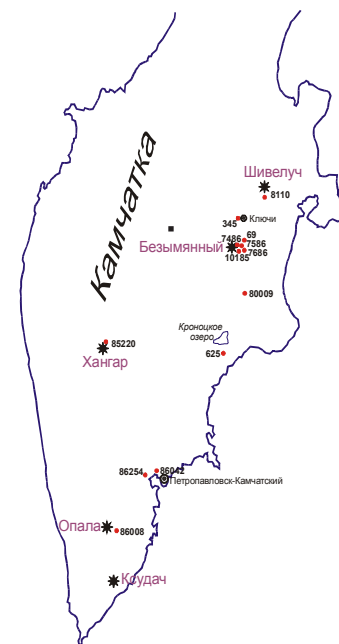 Камчатка
Шивелуч
8110
345
Ключи
7486
69
Безымянный
7586
7686
10185
80009
Кроноцкое
озеро
625
85220
Хангар
86254
86042
Петропавловск-Камчатский
Опала
86008
Ксудач